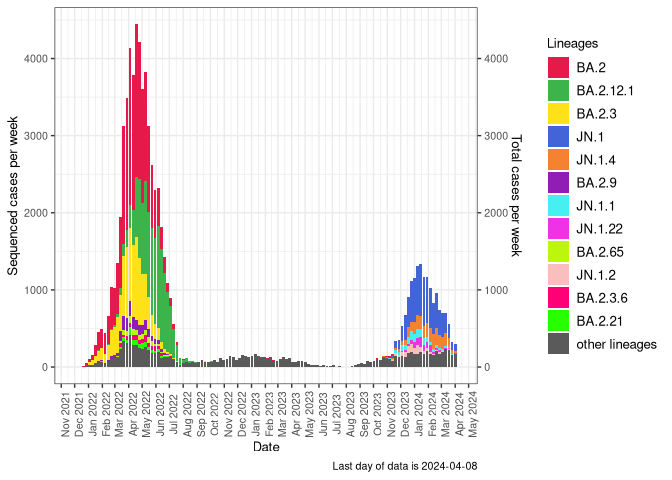 Sequenced cases per week
4000
3000
2000
1000
0
4000
3000
2000
1000
0
Total cases per week
Nov 2021
Dec 2021
Jan 2022
Feb 2022
Mar 2022
Apr 2022
May 2022
Jun 2022
Jul 2022
Aug 2022
Sep 2022
Oct 2022
Nov 2022
Dec 2022
Jan 2023
Feb 2023
Mar 2023
Apr 2023
May 2023
Jun 2023
Jul 2023
Aug 2023
Sep 2023
Oct 2023
Nov 2023
Dec 2023
Jan 2024
Feb 2024
Mar 2024
Apr 2024
May 2024
Date
Last day of data is 2024-04-08
Lineages
BA.2
BA.2.12.1
BA.2.3
JN.1
JN.1.4
BA.2.9
JN.1.1
JN.1.22
BA.2.65
JN.1.2
BA.2.3.6
BA.2.21
other lineages